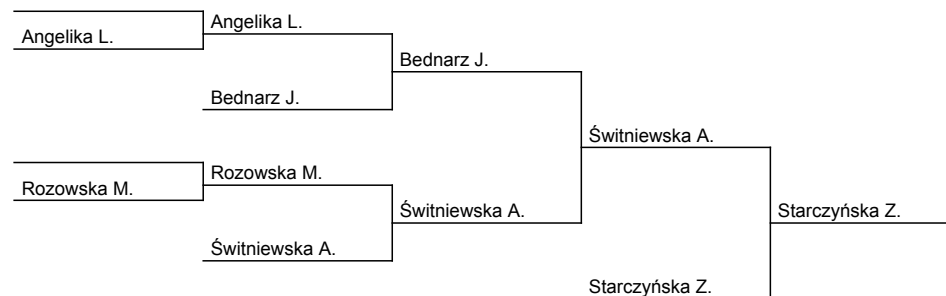 Angelika L.
Angelika L.
Bednarz J.
Bednarz J.
Świtniewska A.
Rozowska M.
Rozowska M.
Świtniewska A.
Starczyńska Z.
Świtniewska A.
Starczyńska Z.